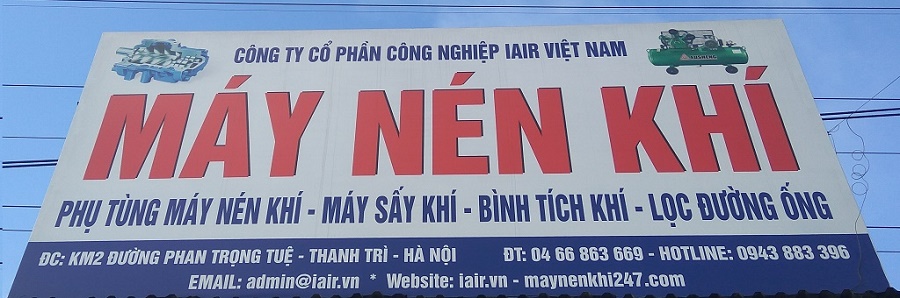 CÔNG TY CỔ PHẦN CÔNG NGHIỆP IAIR VIỆT NAM
AUSHENG
MÁY NÉN KHÍ
PHỤ TÙNG MÁY NÉN KHÍ - MÁY SẤY KHÍ - BÌNH TÍCH KHÍ - LỌC ĐƯỜNG ỐNG
ĐC: KM2 ĐƯỜNG PHAN TRỌNG TUỆ - THANH TRÌ - HÀ NỘI ĐT: 04 66 863 669 - HOTLINE: 0943 883 396
EMAIL: admin@iair.vn * Website: iair.vn - maynenkhi247.com